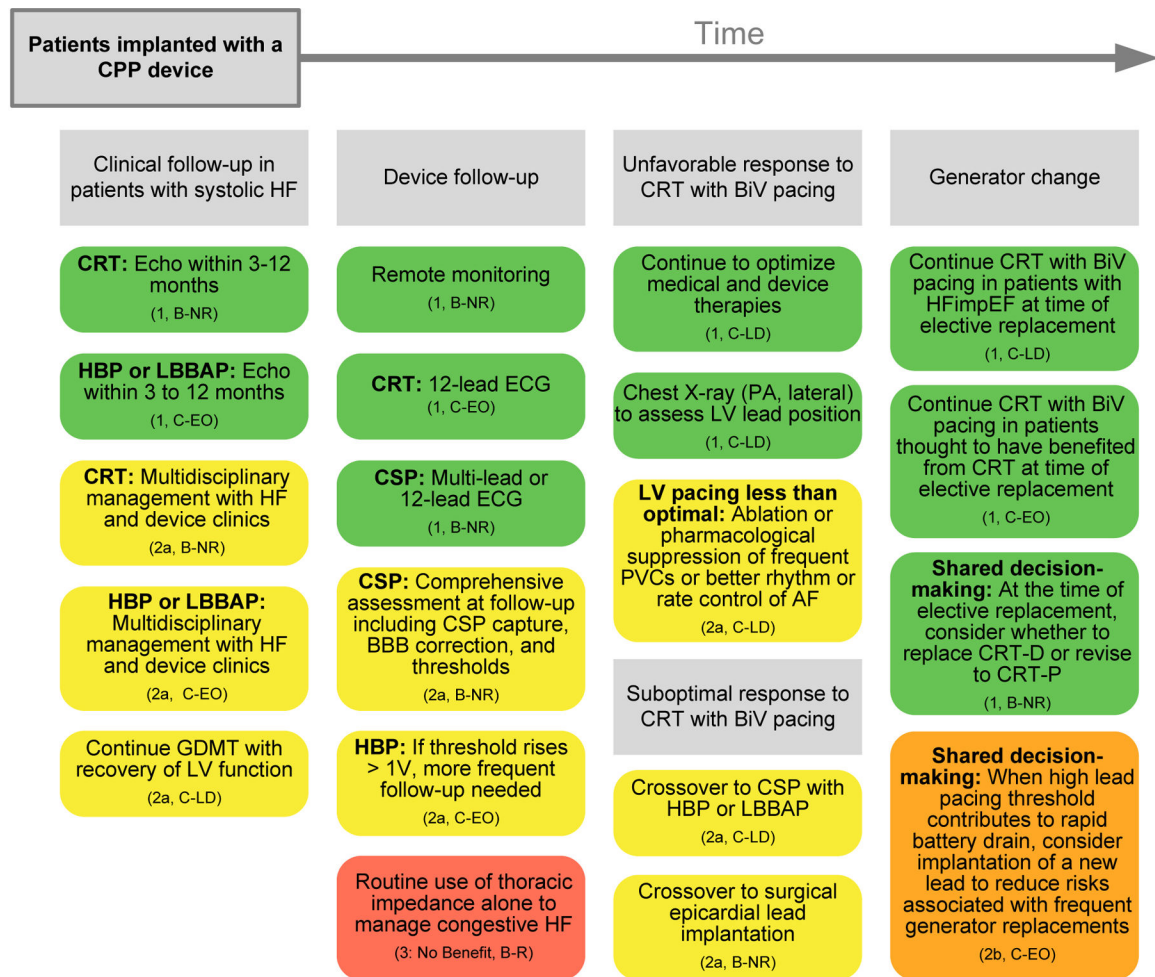 Patients implanted with a
CPP device
Time
Clinical follow-up in
patients with systolic HF
CRT: Echo within 3-12
months
(1, B-NR)
HBP or LBBAP: Echo
within 3 to 12 months
(1, C-EO)
CRT: Multidisciplinary
management with HF
and device clinics
(2a, B-NR)
HBP or LBBAP:
Multidisciplinary
management with HF
and device clinics
(2a, C-EO)
Continue GDMT with
recovery of LV function
(2a, C-LD)
Device follow-up
Remote monitoring
(1, B-NR)
CRT: 12-lead ECG
(1, C-EO)
CSP: Multi-lead or
12-lead ECG
(1, B-NR)
CSP: Comprehensive
assessment at follow-up
including CSP capture,
BBB correction, and
thresholds
(2a, B-NR)
HBP: If threshold rises
> 1V, more frequent
follow-up needed
(2a, C-EO)
Routine use of thoracic
impedance alone to
manage congestive HF
(3: No Benefit, B-R)
Unfavorable response to
CRT with BiV pacing
Continue to optimize
medical and device
therapies
(1, C-LD)
Chest X-ray (PA, lateral)
to assess LV lead position
(1, C-LD)
LV pacing less than
optimal: Ablation or
pharmacological
suppression of frequent
PVCs or better rhythm or
rate control of AF
(2a, C-LD)
Suboptimal response to
CRT with BiV pacing
Crossover to CSP with
HBP or LBBAP
(2a, C-LD)
Crossover to surgical
epicardial lead
implantation
(2a, B-NR)
Generator change
Continue CRT with BiV
pacing in patients with
HFimpEF at time of
elective replacement
(1, C-LD)
Continue CRT with BiV
pacing in patients
thought to have benefited
from CRT at time of
elective replacement
(1, C-EO)
Shared decision-
making: At the time of
elective replacement,
consider whether to
replace CRT-D or revise
to CRT-P
(1, B-NR)
Shared decision-
making: When high lead
pacing threshold
contributes to rapid
battery drain, consider
implantation of a new
lead to reduce risks
associated with frequent
generator replacements
(2b, C-EO)